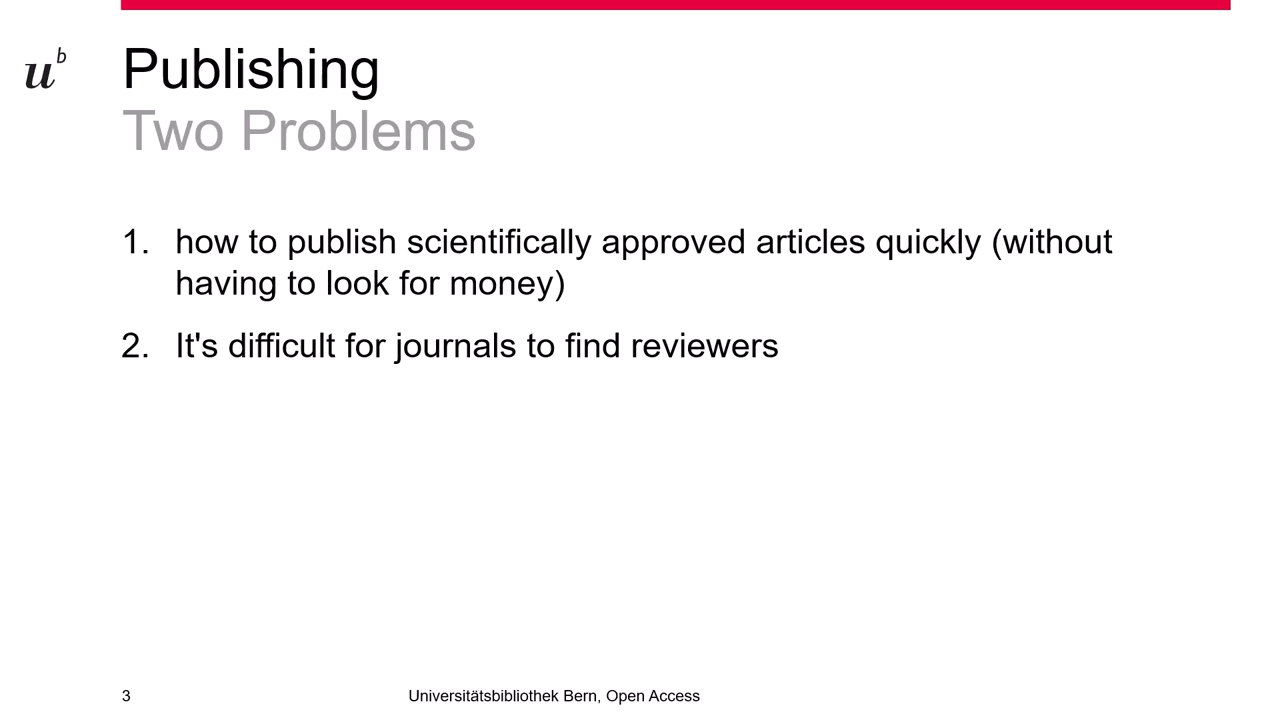 u^b
Publishing
Two Problems
1. how to publish scientifically approved articles quickly (without
having to look for money)
2. It's difficult for journals to find reviewers
3 Universitätsbibliothek Bern, Open Access